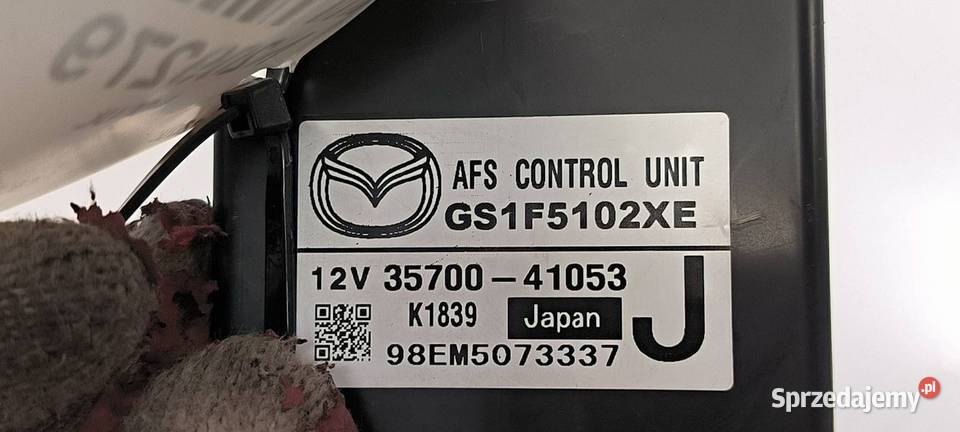 AFS CONTROL UNIT
GS1F5102XE
12V 35700-41053
K1839 Japan J
98EM5073337
Sprzedajemy.pl